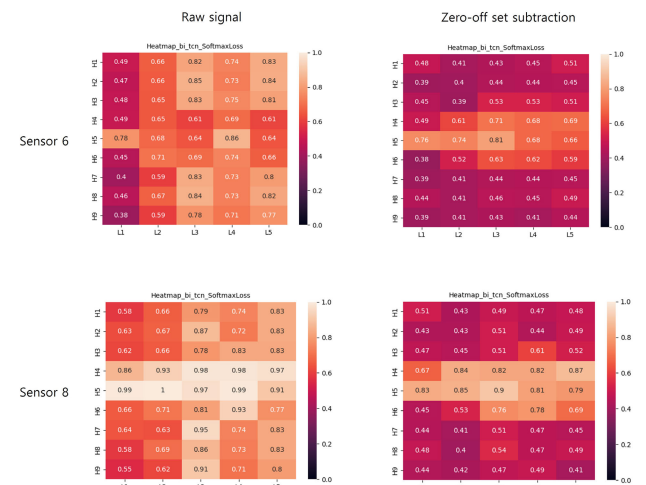 Raw signal
Zero-off set subtraction
Sensor 6
Heatmap_bi_tcn_SoftmaxLoss
H1 0.49 0.66 0.82 0.74 0.83
H2 0.47 0.66 0.85 0.73 0.84
H3 0.48 0.65 0.83 0.75 0.81
H4 0.49 0.65 0.61 0.69 0.61
H5 0.78 0.68 0.64 0.86 0.64
H6 0.45 0.71 0.69 0.74 0.66
H7 0.4 0.59 0.83 0.73 0.8
H8 0.46 0.67 0.84 0.73 0.82
H9 0.38 0.59 0.78 0.71 0.77
L1 L2 L3 L4 L5
1.0
0.8
0.6
0.4
0.2
0.0
Heatmap_bi_tcn_SoftmaxLoss
H1 0.48 0.41 0.43 0.45 0.51
H2 0.39 0.4 0.44 0.44 0.45
H3 0.45 0.39 0.53 0.53 0.51
H4 0.49 0.61 0.71 0.68 0.69
H5 0.76 0.74 0.81 0.68 0.66
H6 0.38 0.52 0.63 0.62 0.59
H7 0.39 0.41 0.44 0.45 0.44
H8 0.44 0.41 0.46 0.45 0.49
H9 0.39 0.41 0.43 0.41 0.44
L1 L2 L3 L4 L5
1.0
0.8
0.6
0.4
0.2
0.0
Sensor 8
Heatmap_bi_tcn_SoftmaxLoss
H1 0.58 0.66 0.79 0.74 0.83
H2 0.63 0.67 0.87 0.72 0.83
H3 0.62 0.66 0.78 0.83 0.83
H4 0.86 0.93 0.98 0.98 0.97
H5 0.99 1 0.97 0.99 0.91
H6 0.66 0.71 0.81 0.93 0.77
H7 0.64 0.63 0.95 0.74 0.83
H8 0.58 0.69 0.86 0.73 0.83
H9 0.55 0.62 0.91 0.71 0.8
1.0
0.8
0.6
0.4
0.2
0.0
Heatmap_bi_tcn_SoftmaxLoss
H1 0.51 0.43 0.49 0.47 0.48
H2 0.43 0.43 0.51 0.44 0.49
H3 0.47 0.45 0.51 0.61 0.52
H4 0.67 0.84 0.82 0.82 0.87
H5 0.83 0.85 0.9 0.81 0.79
H6 0.45 0.53 0.76 0.78 0.69
H7 0.44 0.41 0.51 0.47 0.45
H8 0.48 0.4 0.54 0.47 0.49
H9 0.44 0.42 0.47 0.49 0.41
1.0
0.8
0.6
0.4
0.2
0.0